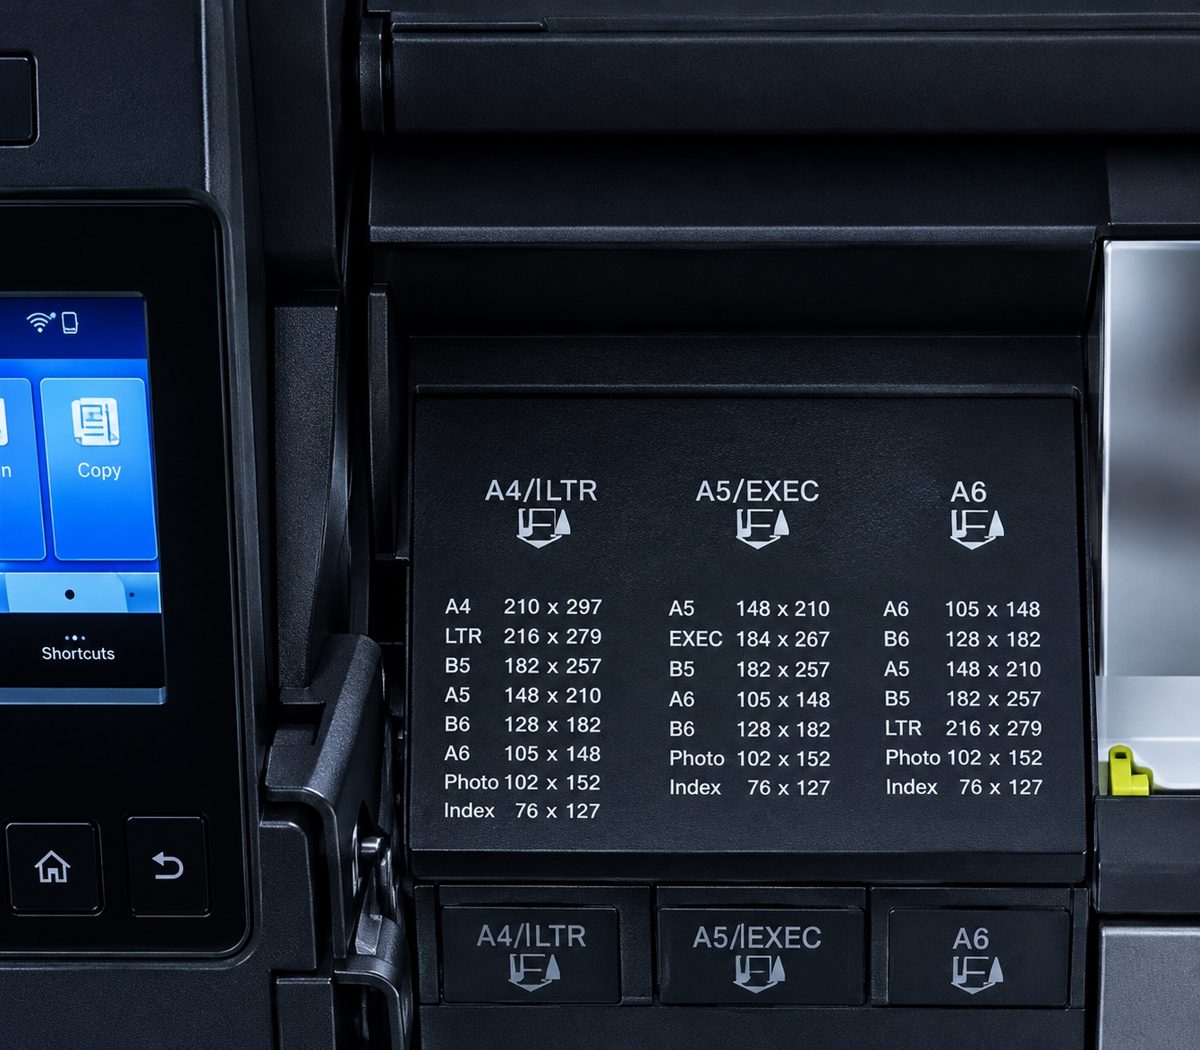 n
Copy
Shortcuts
A4/LTR
A4 210 x 297
LTR 216 x 279
B5 182 x 257
A5 148 x 210
B6 128 x 182
A6 105 x 148
Photo 102 x 152
Index 76 x 127
A5/EXEC
A5 148 x 210
EXEC 184 x 267
B5 182 x 257
A6 105 x 148
B6 128 x 182
Photo 102 x 152
Index 76 x 127
A6
A6 105 x 148
B6 128 x 182
A5 148 x 210
B5 182 x 257
LTR 216 x 279
Photo 102 x 152
Index 76 x 127
A4/LTR
A5/EXEC
A6